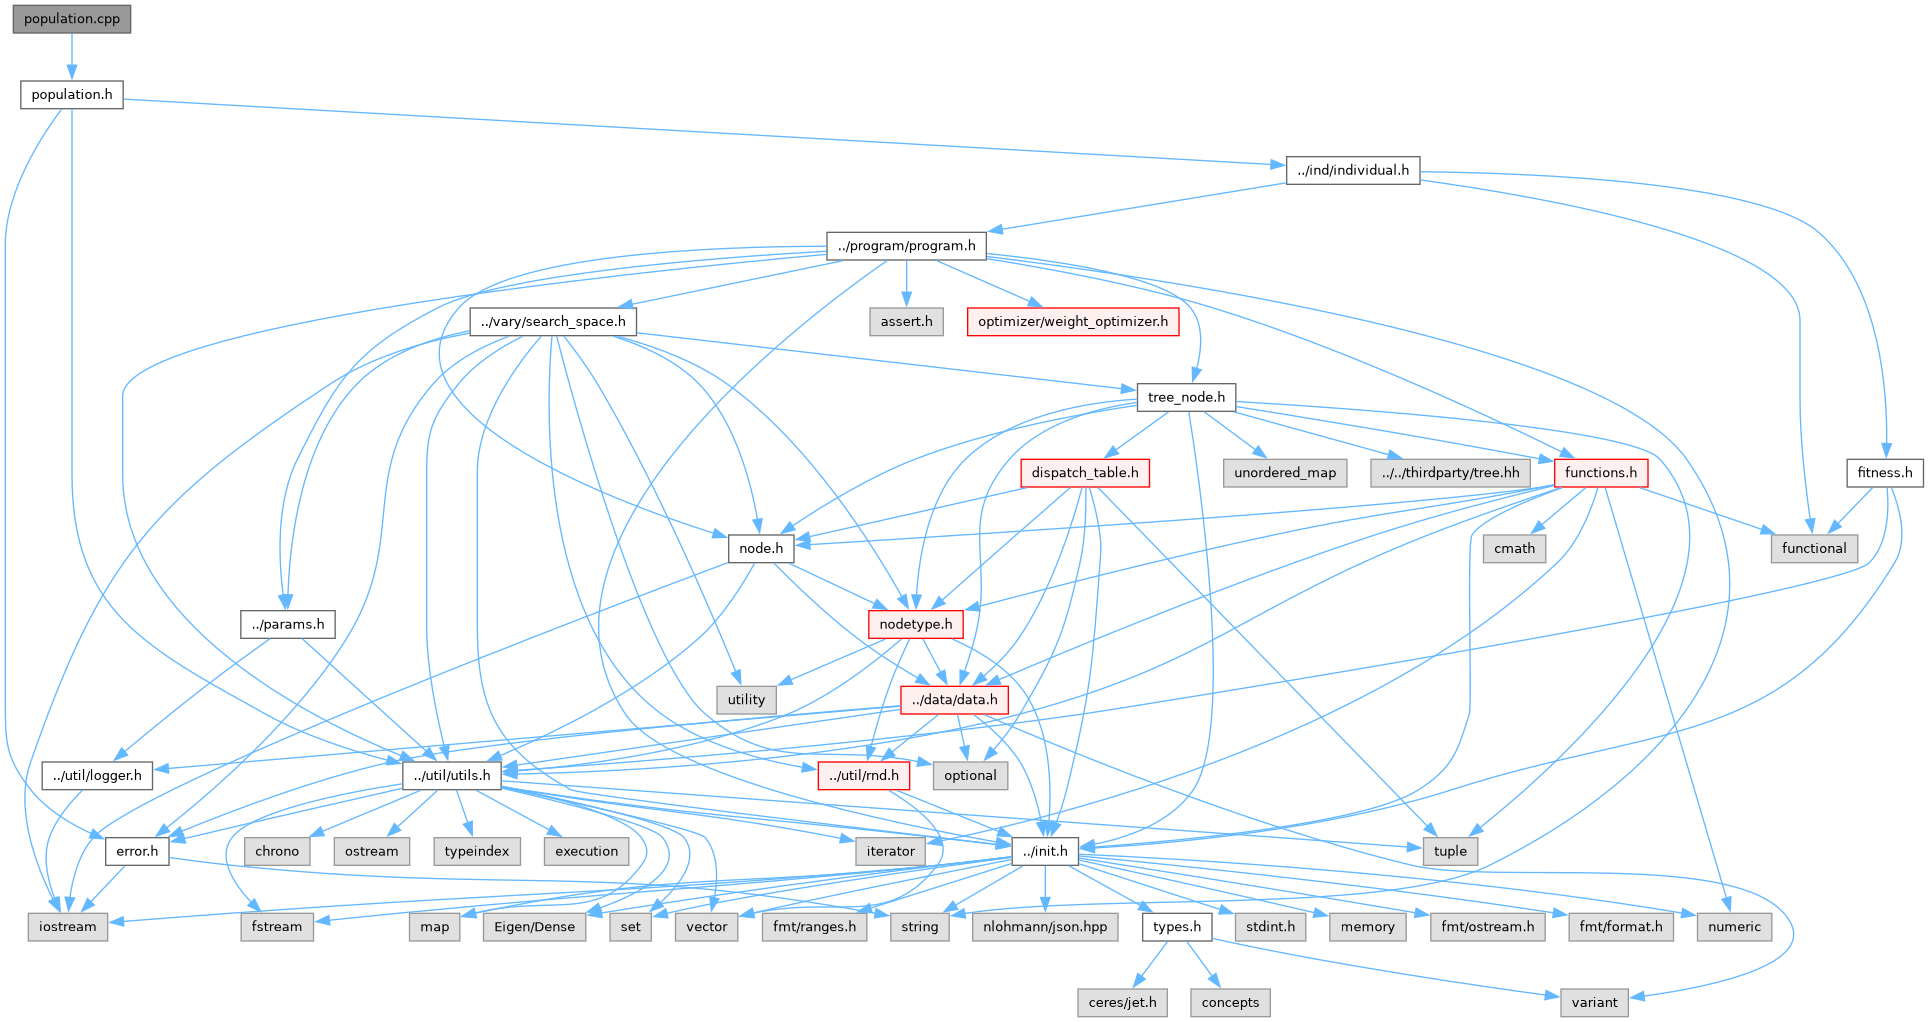 population.cpp
population.h
../ind/individual.h
../program/program.h
../vary/search_space.h
assert.h
optimizer/weight_optimizer.h
tree_node.h
dispatch_table.h
unordered_map
../../thirdparty/tree.hh
functions.h
fitness.h
node.h
cmath
functional
../params.h
nodetype.h
utility
../data/data.h
../util/logger.h
../util/utils.h
../util/rnd.h
optional
error.h
chrono
ostream
typeindex
execution
iterator
../init.h
tuple
iostream
fstream
map
Eigen/Dense
set
vector
fmt/ranges.h
string
nlohmann/json.hpp
types.h
stdint.h
memory
fmt/ostream.h
fmt/format.h
numeric
ceres/jet.h
concepts
variant